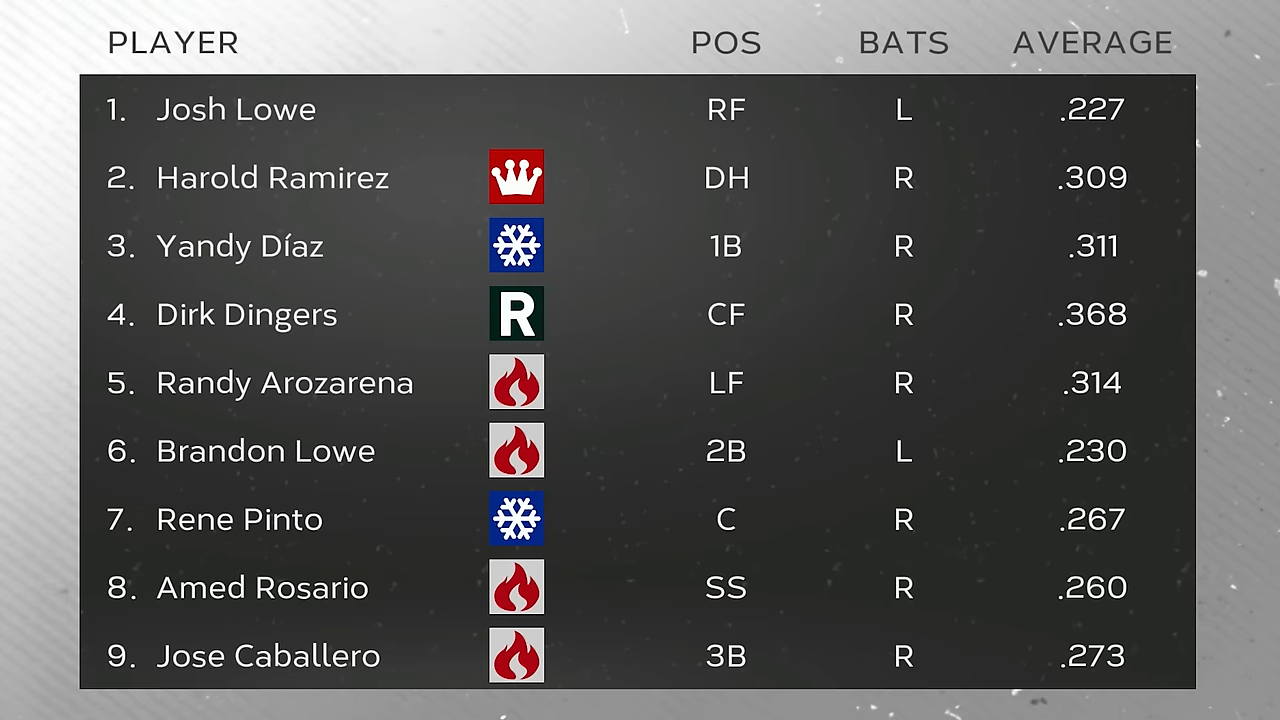 PLAYER POS BATS AVERAGE
1. Josh Lowe RF L .227
2. Harold Ramirez DH R .309
3. Yandy Díaz 1B R .311
4. Dirk Dingers R CF R .368
5. Randy Arozarena LF R .314
6. Brandon Lowe 2B L .230
7. Rene Pinto C R .267
8. Amed Rosario SS R .260
9. Jose Caballero 3B R .273